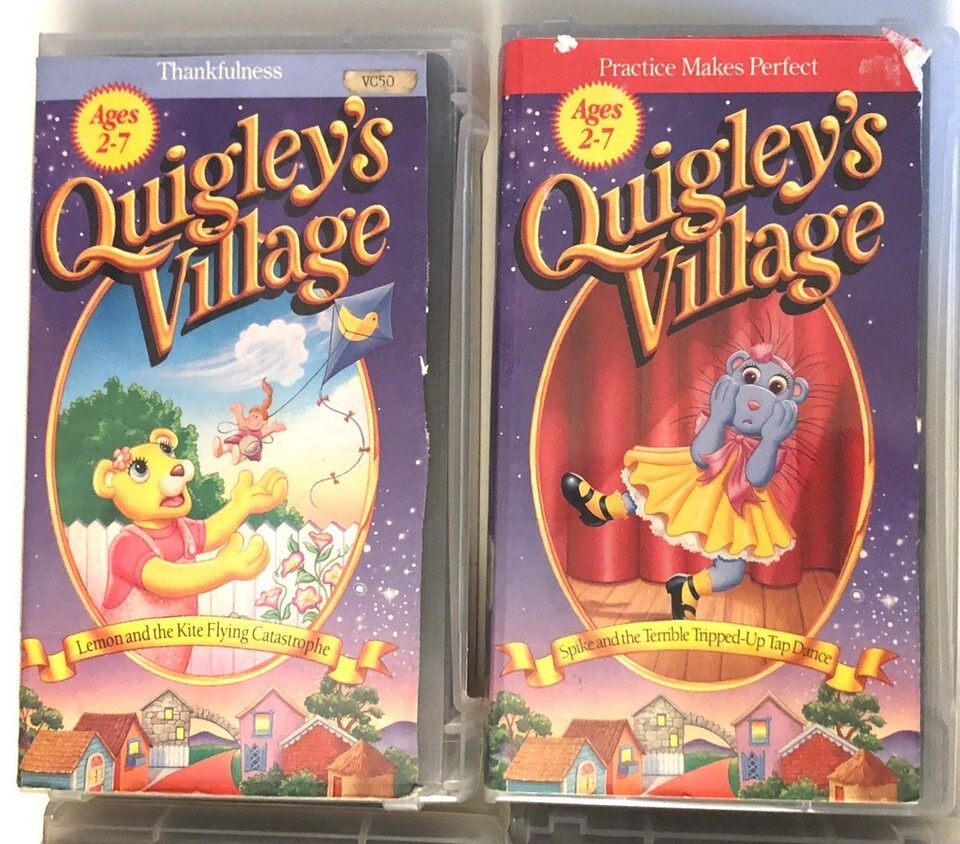 Thankfulness
VC50
Ages
2-7
Quigley's
Village
Lemon and the Kite Flying Catastrophe
Practice Makes Perfect
Ages
2-7
Quigley's
Village
Spike and the Terrible Tripped-Up Tap Dance